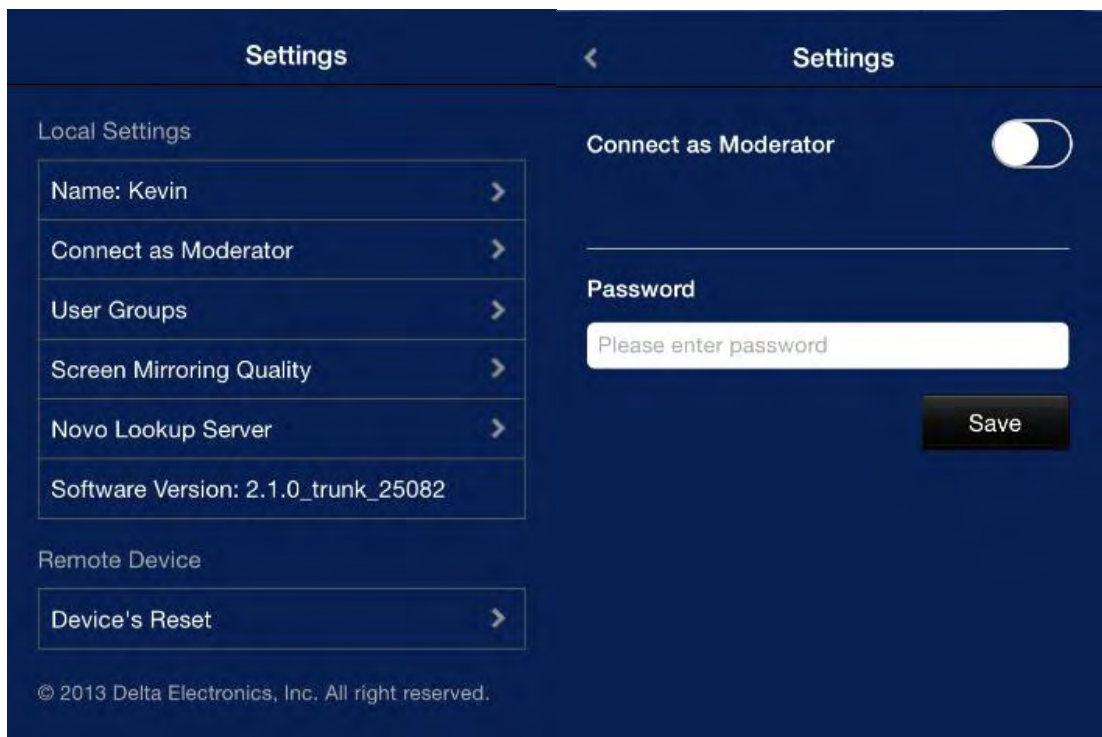 Settings
Local Settings
Name: Kevin
Connect as Moderator
User Groups
Screen Mirroring Quality
Novo Lookup Server
Software Version: 2.1.0_trunk_25082
Remote Device
Device's Reset
© 2013 Delta Electronics, Inc. All right reserved.
Settings
Connect as Moderator
Password
Please enter password
Save